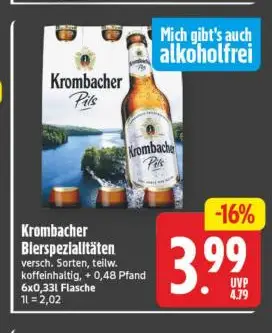 Mich gibt's auch
alkoholfrei
Krombacher
Pils
Krombacher
Pils
-16%
Krombacher
Bierspezialitäten
versch. Sorten, teilw.
koffeinhaltig, + 0,48 Pfand
6x0,33l Flasche
1l = 2,02
3.99
UVP
4.79